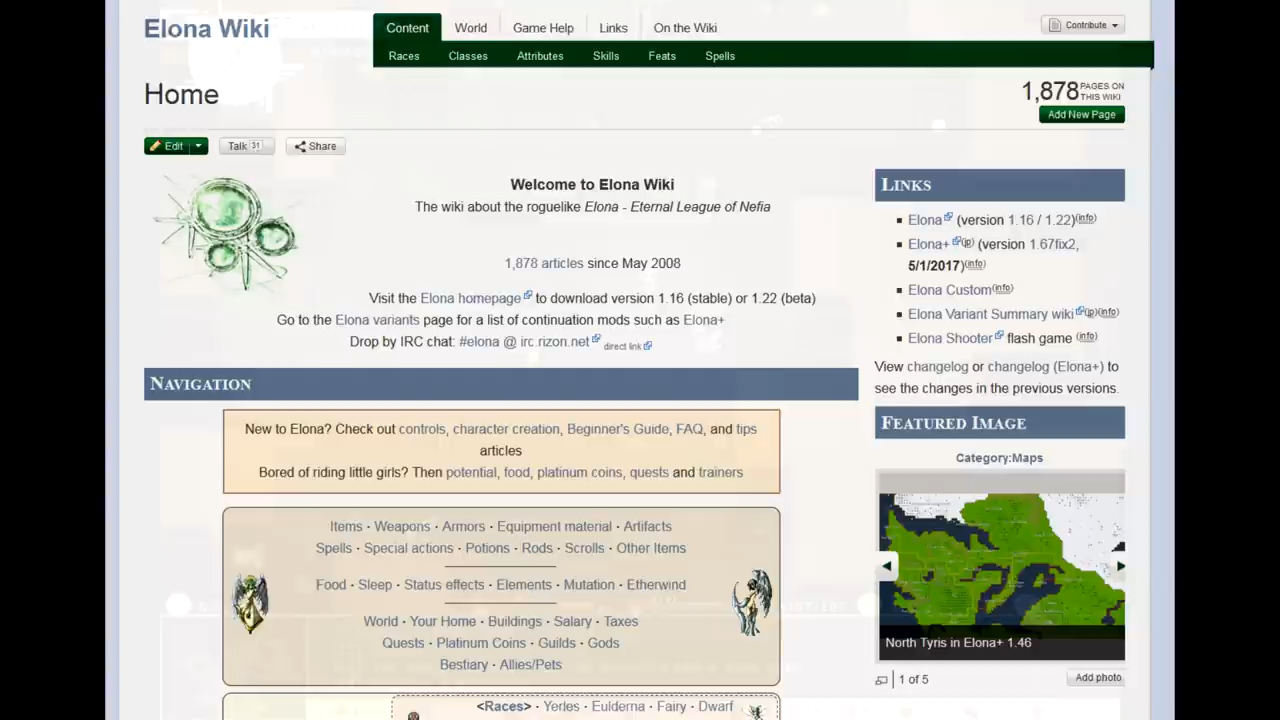 Elona Wiki
Content World Game Help Links On the Wiki
Contribute
Races Classes Attributes Skills Feats Spells
Home
1,878 PAGES ON THIS WIKI
Add New Page
Edit Talk 31 Share
Welcome to Elona Wiki
The wiki about the roguelike Elona - Eternal League of Nefia
1,878 articles since May 2008
Visit the Elona homepage to download version 1.16 (stable) or 1.22 (beta)
Go to the Elona variants page for a list of continuation mods such as Elona+
Drop by IRC chat: #elona @ irc.rizon.net direct link
Navigation
New to Elona? Check out controls, character creation, Beginner's Guide, FAQ, and tips
articles
Bored of riding little girls? Then potential, food, platinum coins, quests and trainers
Items · Weapons · Armors · Equipment material · Artifacts
Spells · Special actions · Potions · Rods · Scrolls · Other Items
Food · Sleep · Status effects · Elements · Mutation · Etherwind
World · Your Home · Buildings · Salary · Taxes
Quests · Platinum Coins · Guilds · Gods
Bestiary · Allies/Pets
<Races> · Yerles · Eulderna · Fairy · Dwarf
Links
Elona (version 1.16 / 1.22)(info)
Elona+ (jp) (version 1.67fix2,
5/1/2017)(info)
Elona Custom(info)
Elona Variant Summary wiki (jp)(info)
Elona Shooter flash game (info)
View changelog or changelog (Elona+) to
see the changes in the previous versions.
Featured Image
Category:Maps
North Tyris in Elona+ 1.46
1 of 5
Add photo